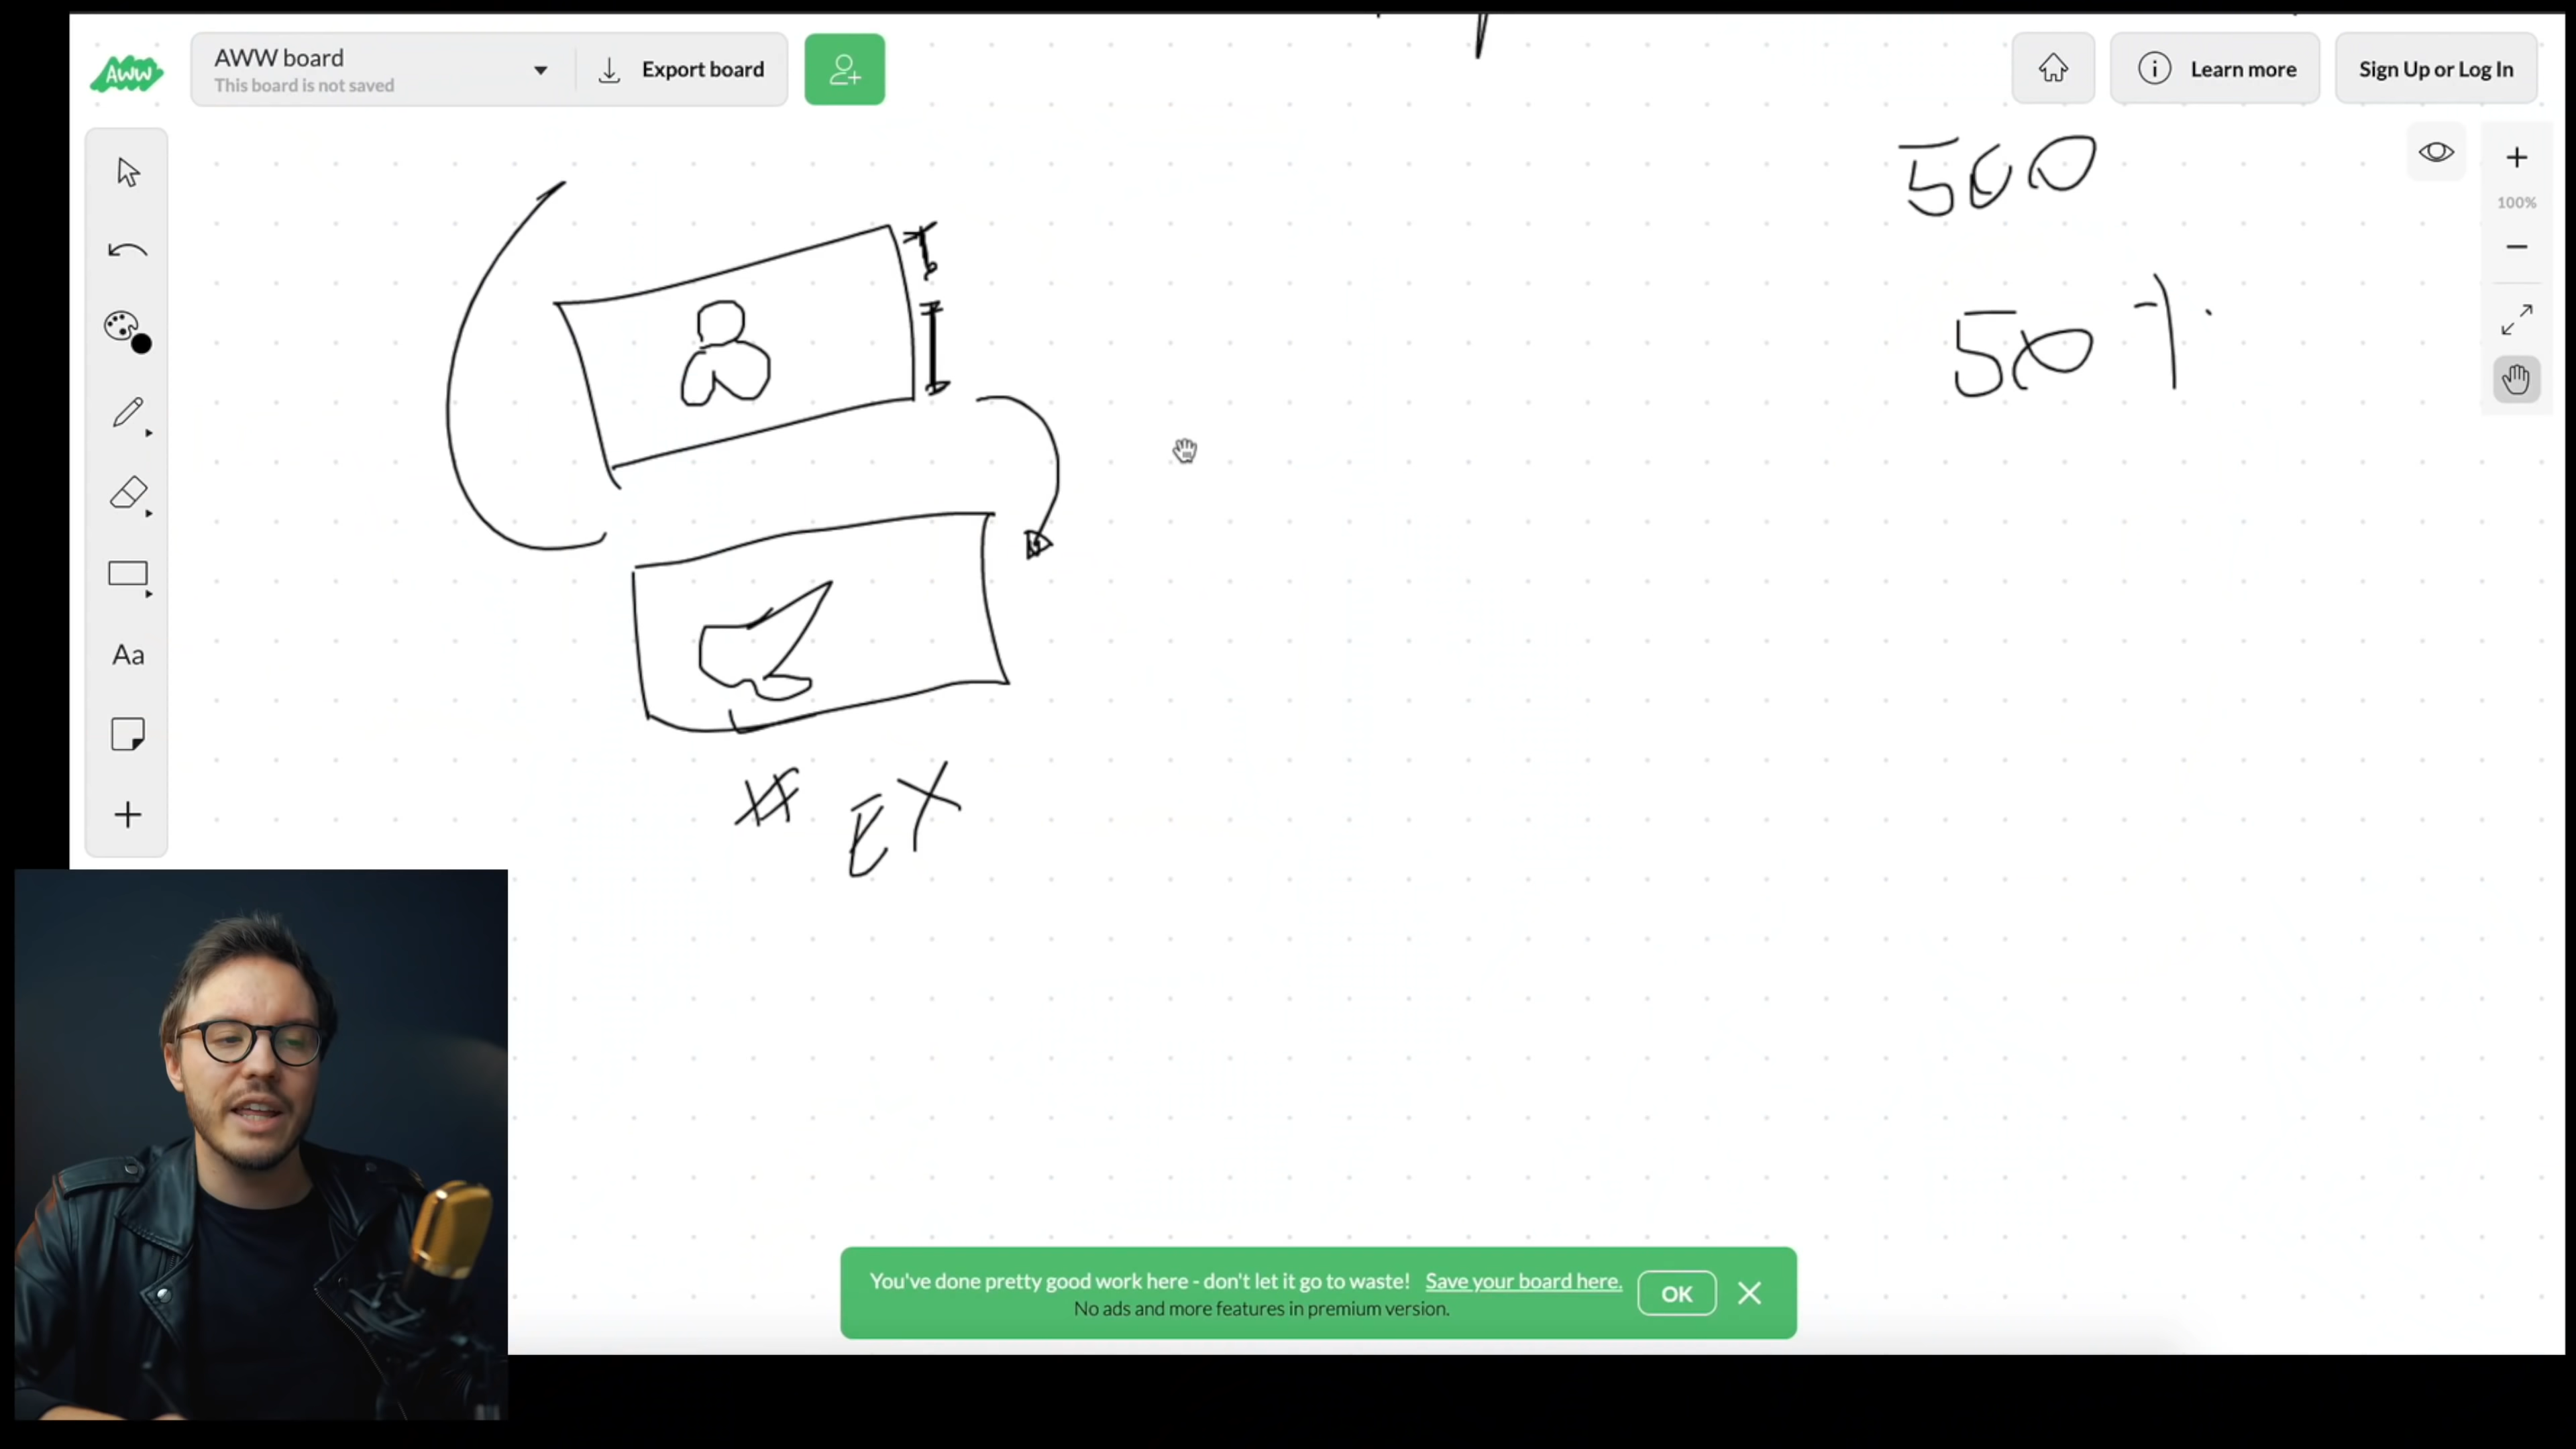 AWW
AWW board
This board is not saved
Export board
Learn more
Sign Up or Log In
500
100%
50
Aa
# EX
You've done pretty good work here - don't let it go to waste! Save your board here.
No ads and more features in premium version.
OK